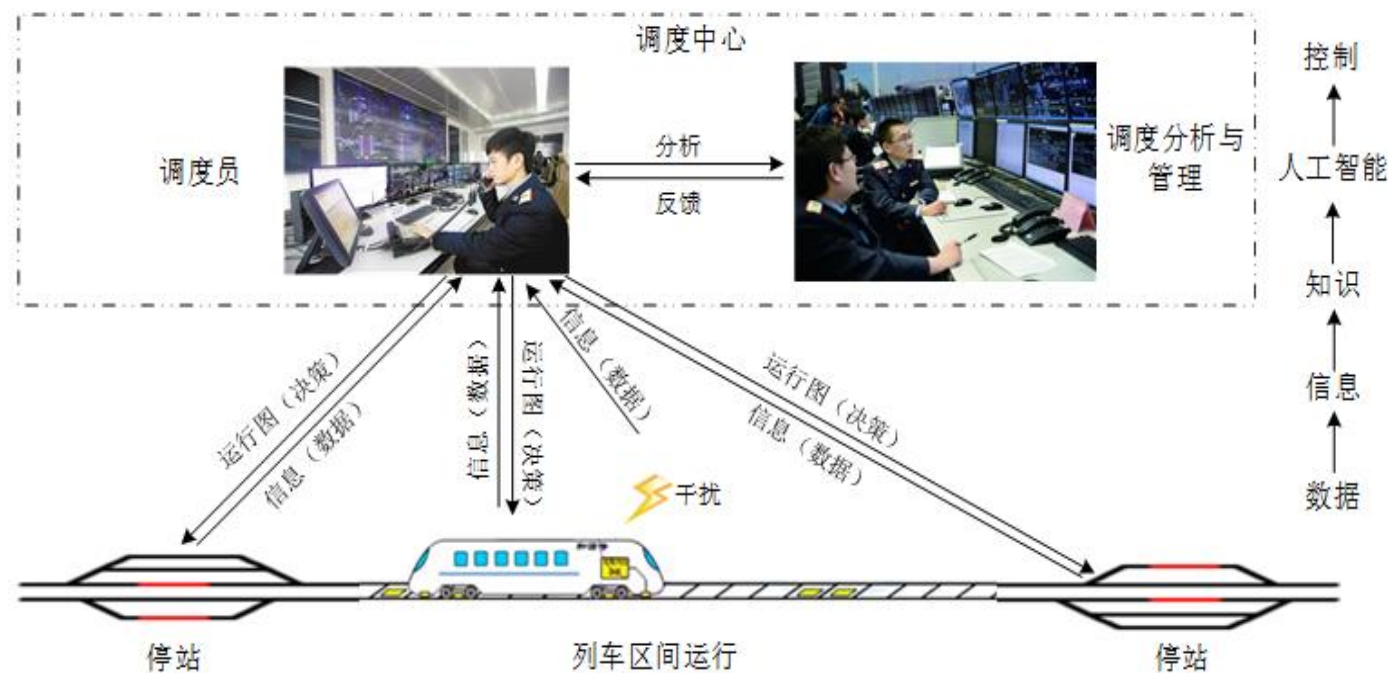 调度中心
控制
调度员
分析
反馈
调度分析与
管理
人工智能
知识
信息
数据
运行图（决策）
信息（数据）
信息（数据）
运行图（决策）
信息（数据）
运行图（决策）
信息（数据）
干扰
停站
列车区间运行
停站